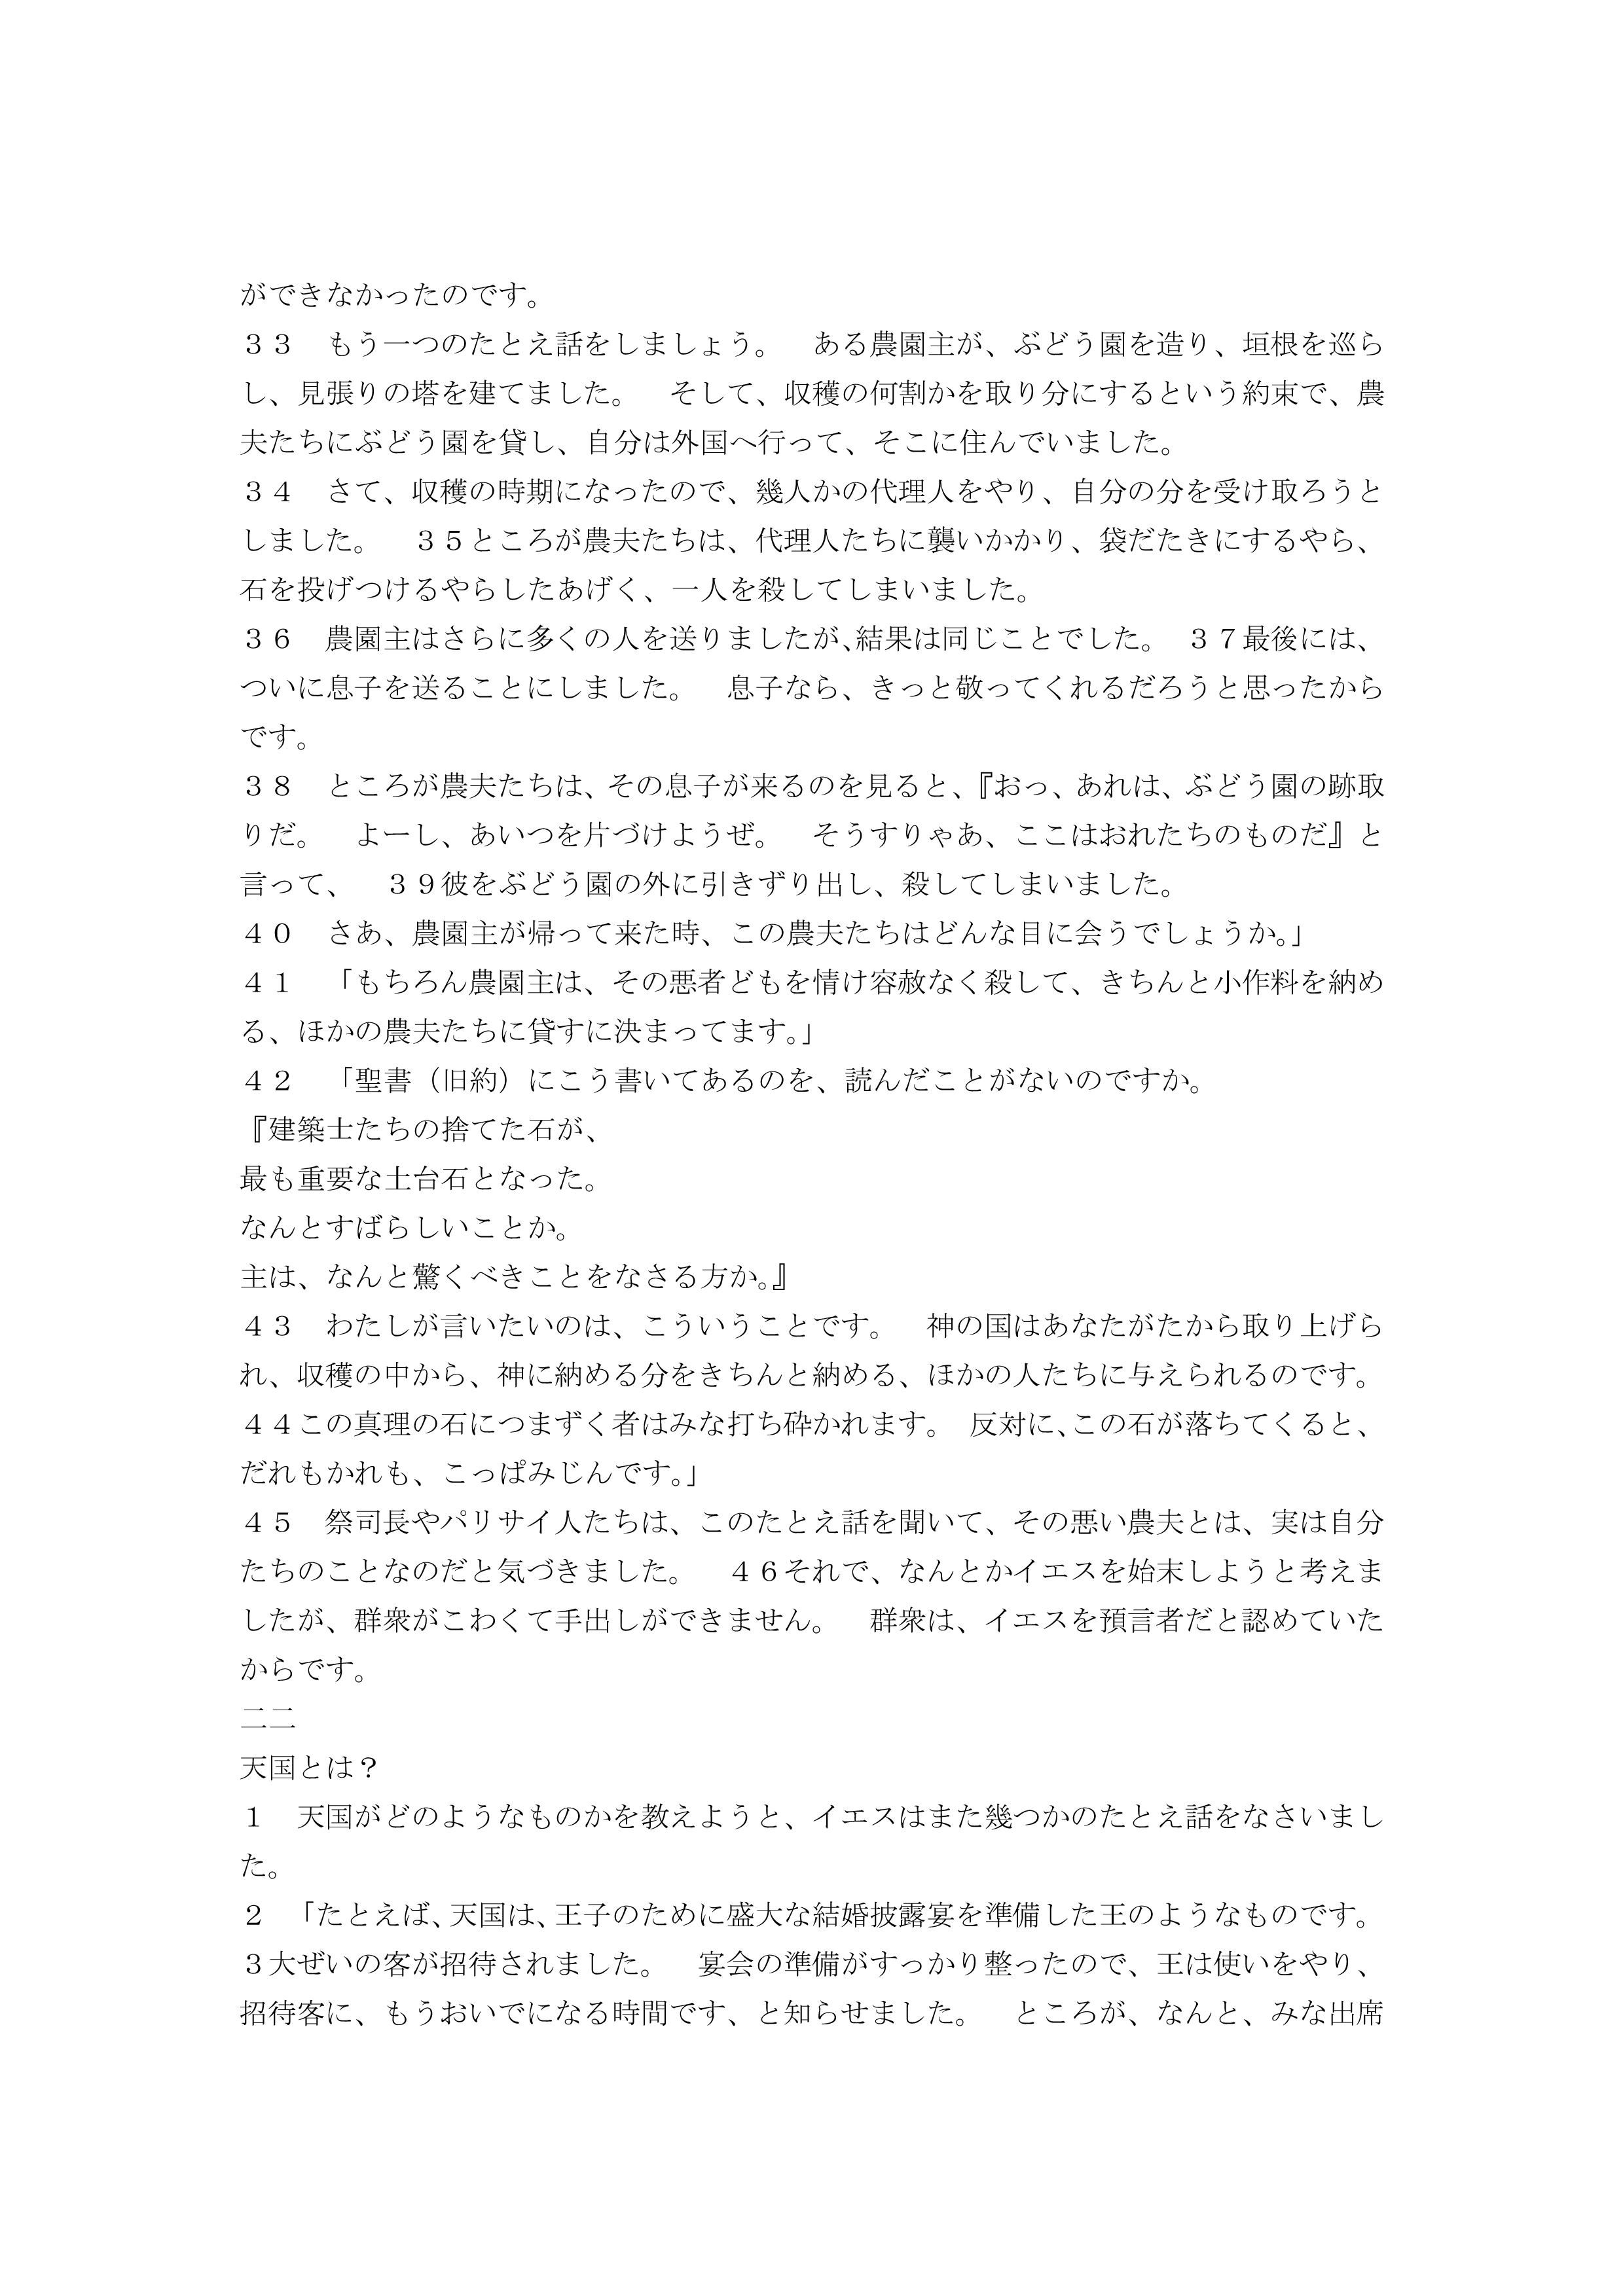 ができなかったのです。
３３　もう一つのたとえ話をしましょう。　ある農園主が、ぶどう園を造り、垣根を巡ら
し、見張りの塔を建てました。　そして、収穫の何割かを取り分にするという約束で、農
夫たちにぶどう園を貸し、自分は外国へ行って、そこに住んでいました。
３４　さて、収穫の時期になったので、幾人かの代理人をやり、自分の分を受け取ろうと
しました。　３５ところが農夫たちは、代理人たちに襲いかかり、袋だたきにするやら、
石を投げつけるやらしたあげく、一人を殺してしまいました。
３６　農園主はさらに多くの人を送りましたが、結果は同じことでした。　３７最後には、
ついに息子を送ることにしました。　息子なら、きっと敬ってくれるだろうと思ったから
です。
３８　ところが農夫たちは、その息子が来るのを見ると、『おっ、あれは、ぶどう園の跡取
りだ。　よーし、あいつを片づけようぜ。　そうすりゃあ、ここはおれたちのものだ』と
言って、　３９彼をぶどう園の外に引きずり出し、殺してしまいました。
４０　さあ、農園主が帰って来た時、この農夫たちはどんな目に会うでしょうか。」
４１　「もちろん農園主は、その悪者どもを情け容赦なく殺して、きちんと小作料を納め
る、ほかの農夫たちに貸すに決まってます。」
４２　「聖書（旧約）にこう書いてあるのを、読んだことがないのですか。
『建築士たちの捨てた石が、
最も重要な土台石となった。
なんとすばらしいことか。
主は、なんと驚くべきことをなさる方か。』
４３　わたしが言いたいのは、こういうことです。　神の国はあなたがたから取り上げら
れ、収穫の中から、神に納める分をきちんと納める、ほかの人たちに与えられるのです。
４４この真理の石につまずく者はみな打ち砕かれます。　反対に、この石が落ちてくると、
だれもかれも、こっぱみじんです。」
４５　祭司長やパリサイ人たちは、このたとえ話を聞いて、その悪い農夫とは、実は自分
たちのことなのだと気づきました。　４６それで、なんとかイエスを始末しようと考えま
したが、群衆がこわくて手出しができません。　群衆は、イエスを預言者だと認めていた
からです。
二二
天国とは？
１　天国がどのようなものかを教えようと、イエスはまた幾つかのたとえ話をなさいまし
た。
２　「たとえば、天国は、王子のために盛大な結婚披露宴を準備した王のようなものです。
３大ぜいの客が招待されました。　宴会の準備がすっかり整ったので、王は使いをやり、
招待客に、もうおいでになる時間です、と知らせました。　ところが、なんと、みな出席